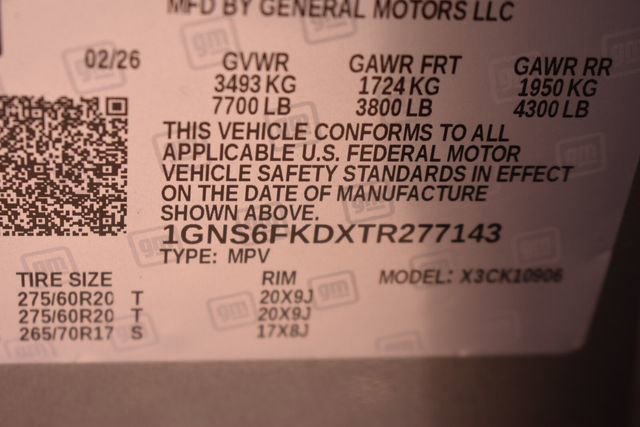 MFD BY GENERAL MOTORS LLC
02/26 GVWR GAWR FRT GAWR RR
3493 KG 1724 KG 1950 KG
7700 LB 3800 LB 4300 LB
THIS VEHICLE CONFORMS TO ALL
APPLICABLE U.S. FEDERAL MOTOR
VEHICLE SAFETY STANDARDS IN EFFECT
ON THE DATE OF MANUFACTURE
SHOWN ABOVE.
1GNS6FKDXTR277143
TYPE: MPV
TIRE SIZE RIM MODEL: X3CK10906
275/60R20 T 20X9J
275/60R20 T 20X9J
265/70R17 S 17X8J
gm